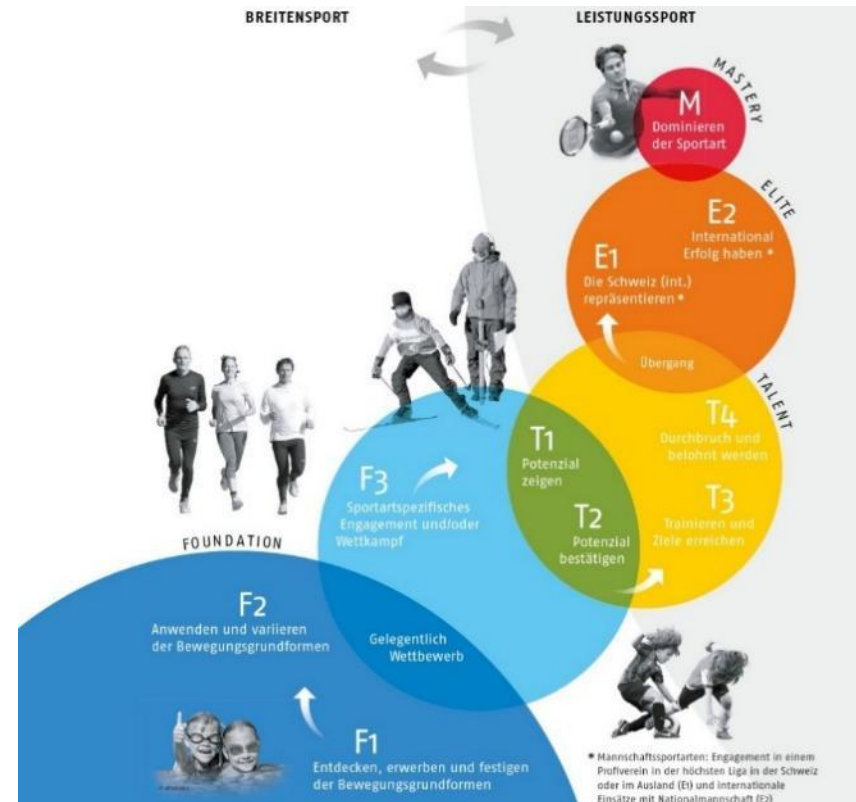 BREITENSPORT
LEISTUNGSSPORT
MASTERY
M
Dominieren
der Sportart
ELITE
E2
International
Erfolg haben *
E1
Die Schweiz (int.)
repräsentieren *
Übergang
TALENT
T4
Durchbruch und
belohnt werden
T1
Potenzial
zeigen
T3
Trainieren und
Ziele erreichen
T2
Potenzial
bestätigen
F3
Sportartspezifisches
Engagement und/oder
Wettkampf
FOUNDATION
F2
Anwenden und variieren
der Bewegungsgrundformen
Gelegentlich
Wettbewerb
F1
Entdecken, erwerben und festigen
der Bewegungsgrundformen
* Mannschaftssportarten: Engagement in einem
Profiverein in der höchsten Liga in der Schweiz
oder im Ausland (E1) und internationale
Einsätze mit Nationalmannschaft (E2)